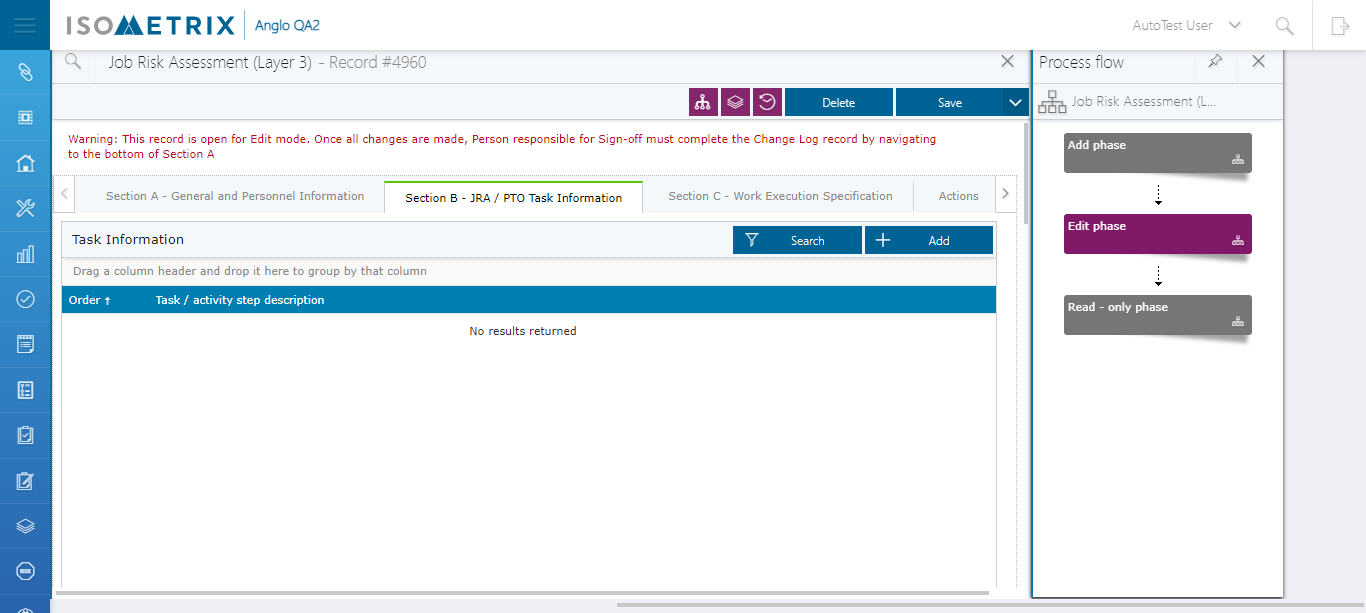 ISOMETRIX Anglo QA2 AutoTest User
Job Risk Assessment (Layer 3) - Record #4960
Delete Save
Warning: This record is open for Edit mode. Once all changes are made, Person responsible for Sign-off must complete the Change Log record by navigating
to the bottom of Section A
Section A - General and Personnel Information Section B - JRA / PTO Task Information Section C - Work Execution Specification Actions
Task Information Search Add
Drag a column header and drop it here to group by that column
Order ↑ Task / activity step description
No results returned
Process flow
Job Risk Assessment (L...
Add phase
Edit phase
Read - only phase
RISK